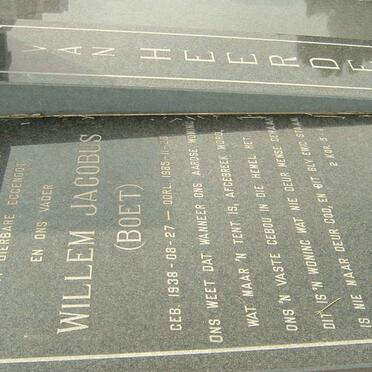 VAN HEERDE
DIERBARE EGGENOOT
EN ONS VADER
WILLEM JACOBUS
(BOET)
GEB. 1938-08-27 — OORL. 1985-11-28
ONS WEET DAT WANNEER ONS AARDSE WONING
WAT MAAR 'N TENT IS, AFGEBREEK WORD,
ONS 'N VASTE GEBOU IN DIE HEMEL HET.
DIT IS 'N WONING WAT NIE DEUR MENSE GEMAAK
IS NIE MAAR DEUR GOD, EN DIT BLY EWIG STAAN
2 KOR 5